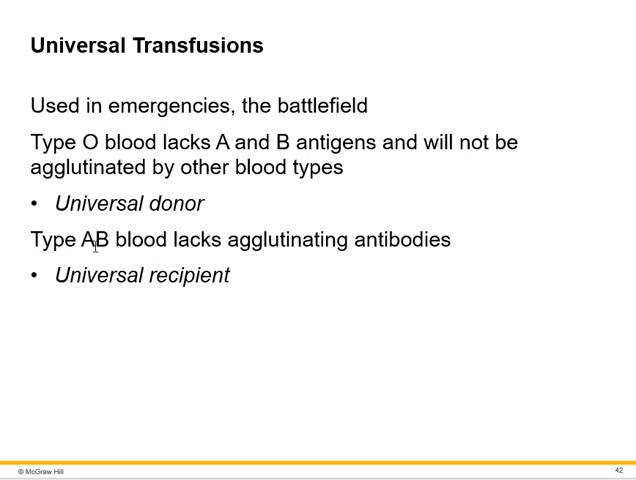 Universal Transfusions
Used in emergencies, the battlefield
Type O blood lacks A and B antigens and will not be
agglutinated by other blood types
• Universal donor
Type AB blood lacks agglutinating antibodies
• Universal recipient
© McGraw Hill
42